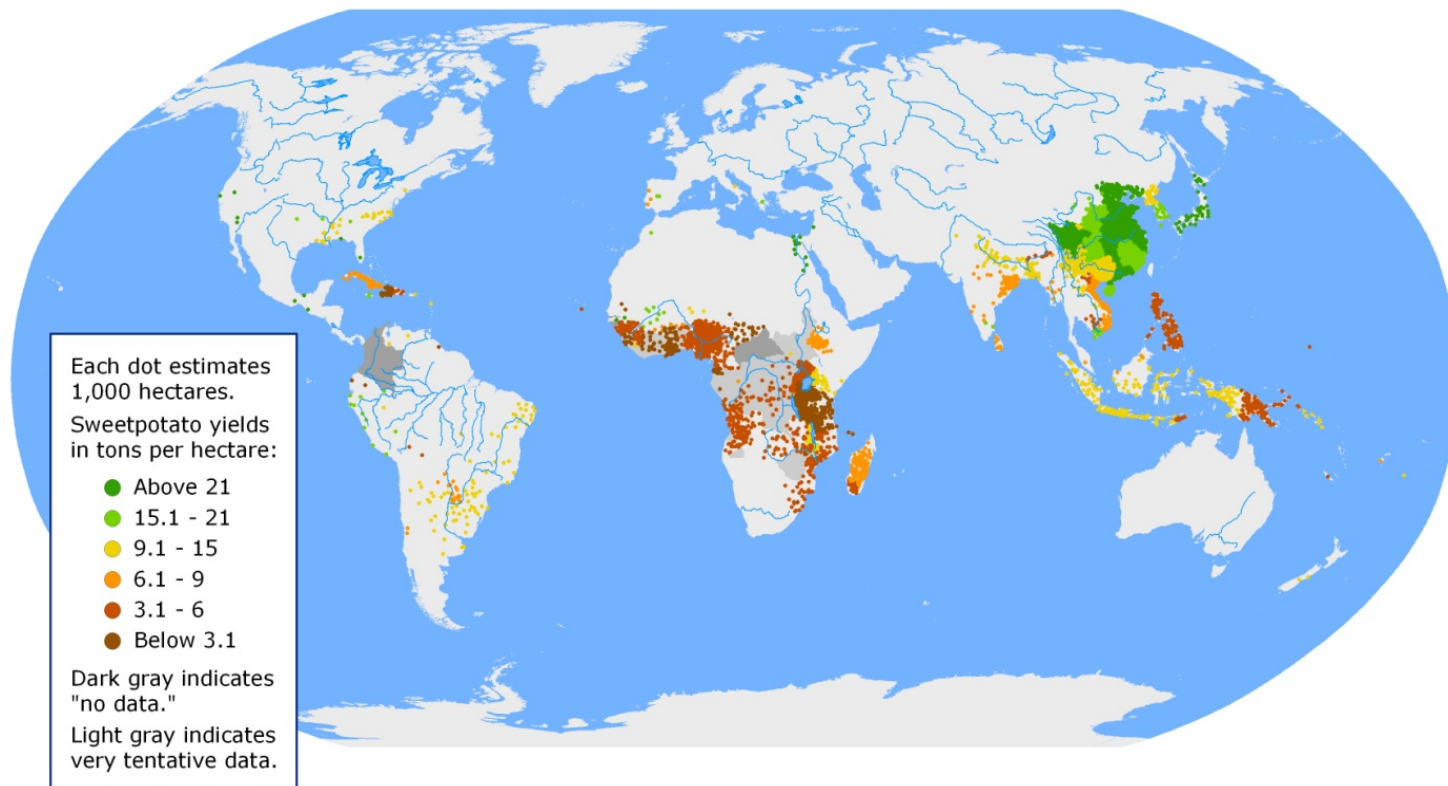 Each dot estimates
1,000 hectares.
Sweetpotato yields
in tons per hectare:
Above 21
15.1 - 21
9.1 - 15
6.1 - 9
3.1 - 6
Below 3.1
Dark gray indicates
"no data."
Light gray indicates
very tentative data.